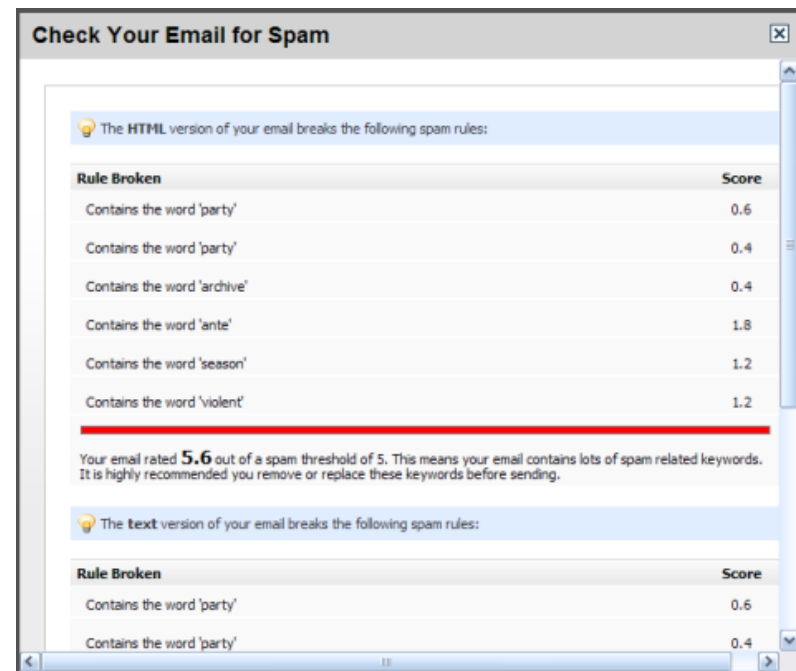 Check Your Email for Spam
The HTML version of your email breaks the following spam rules:
Rule Broken Score
Contains the word 'party' 0.6
Contains the word 'party' 0.4
Contains the word 'archive' 0.4
Contains the word 'ante' 1.8
Contains the word 'season' 1.2
Contains the word 'violent' 1.2
Your email rated 5.6 out of a spam threshold of 5. This means your email contains lots of spam related keywords.
It is highly recommended you remove or replace these keywords before sending.
The text version of your email breaks the following spam rules:
Rule Broken Score
Contains the word 'party' 0.6
Contains the word 'party' 0.4